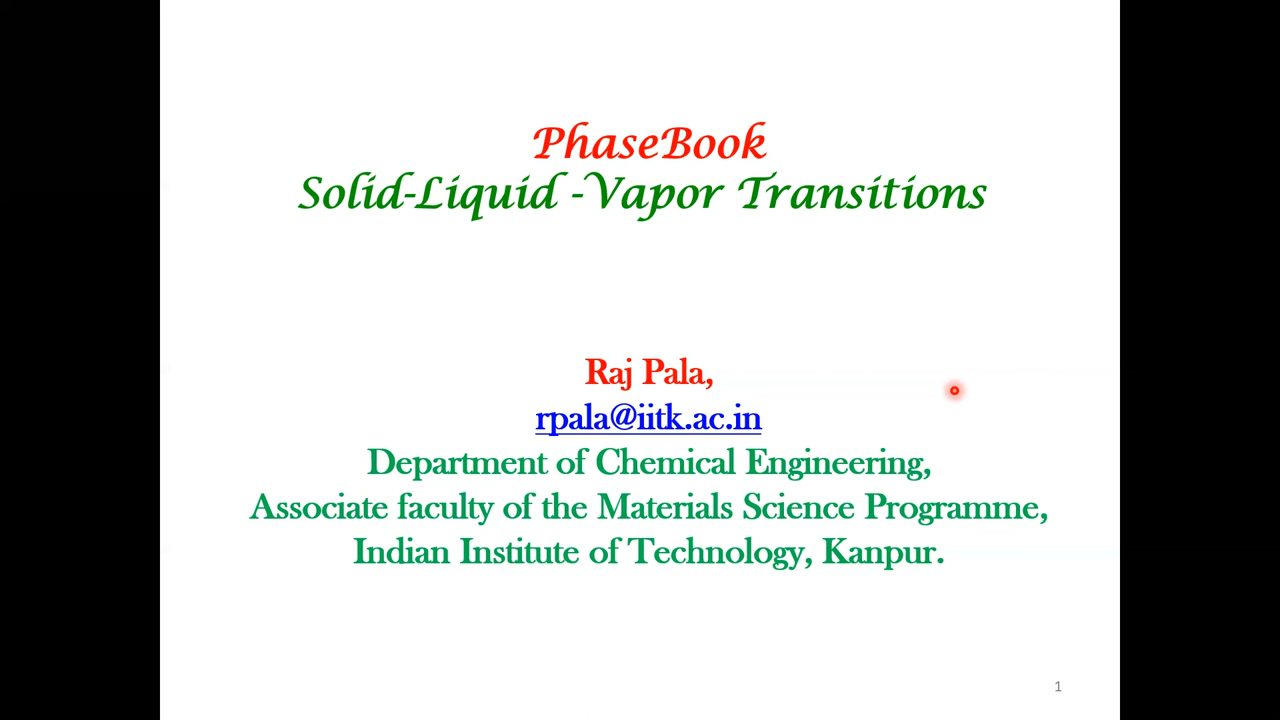 PhaseBook
Solid-Liquid -Vapor Transitions
Raj Pala,
rpala@iitk.ac.in
Department of Chemical Engineering,
Associate faculty of the Materials Science Programme,
Indian Institute of Technology, Kanpur.
1